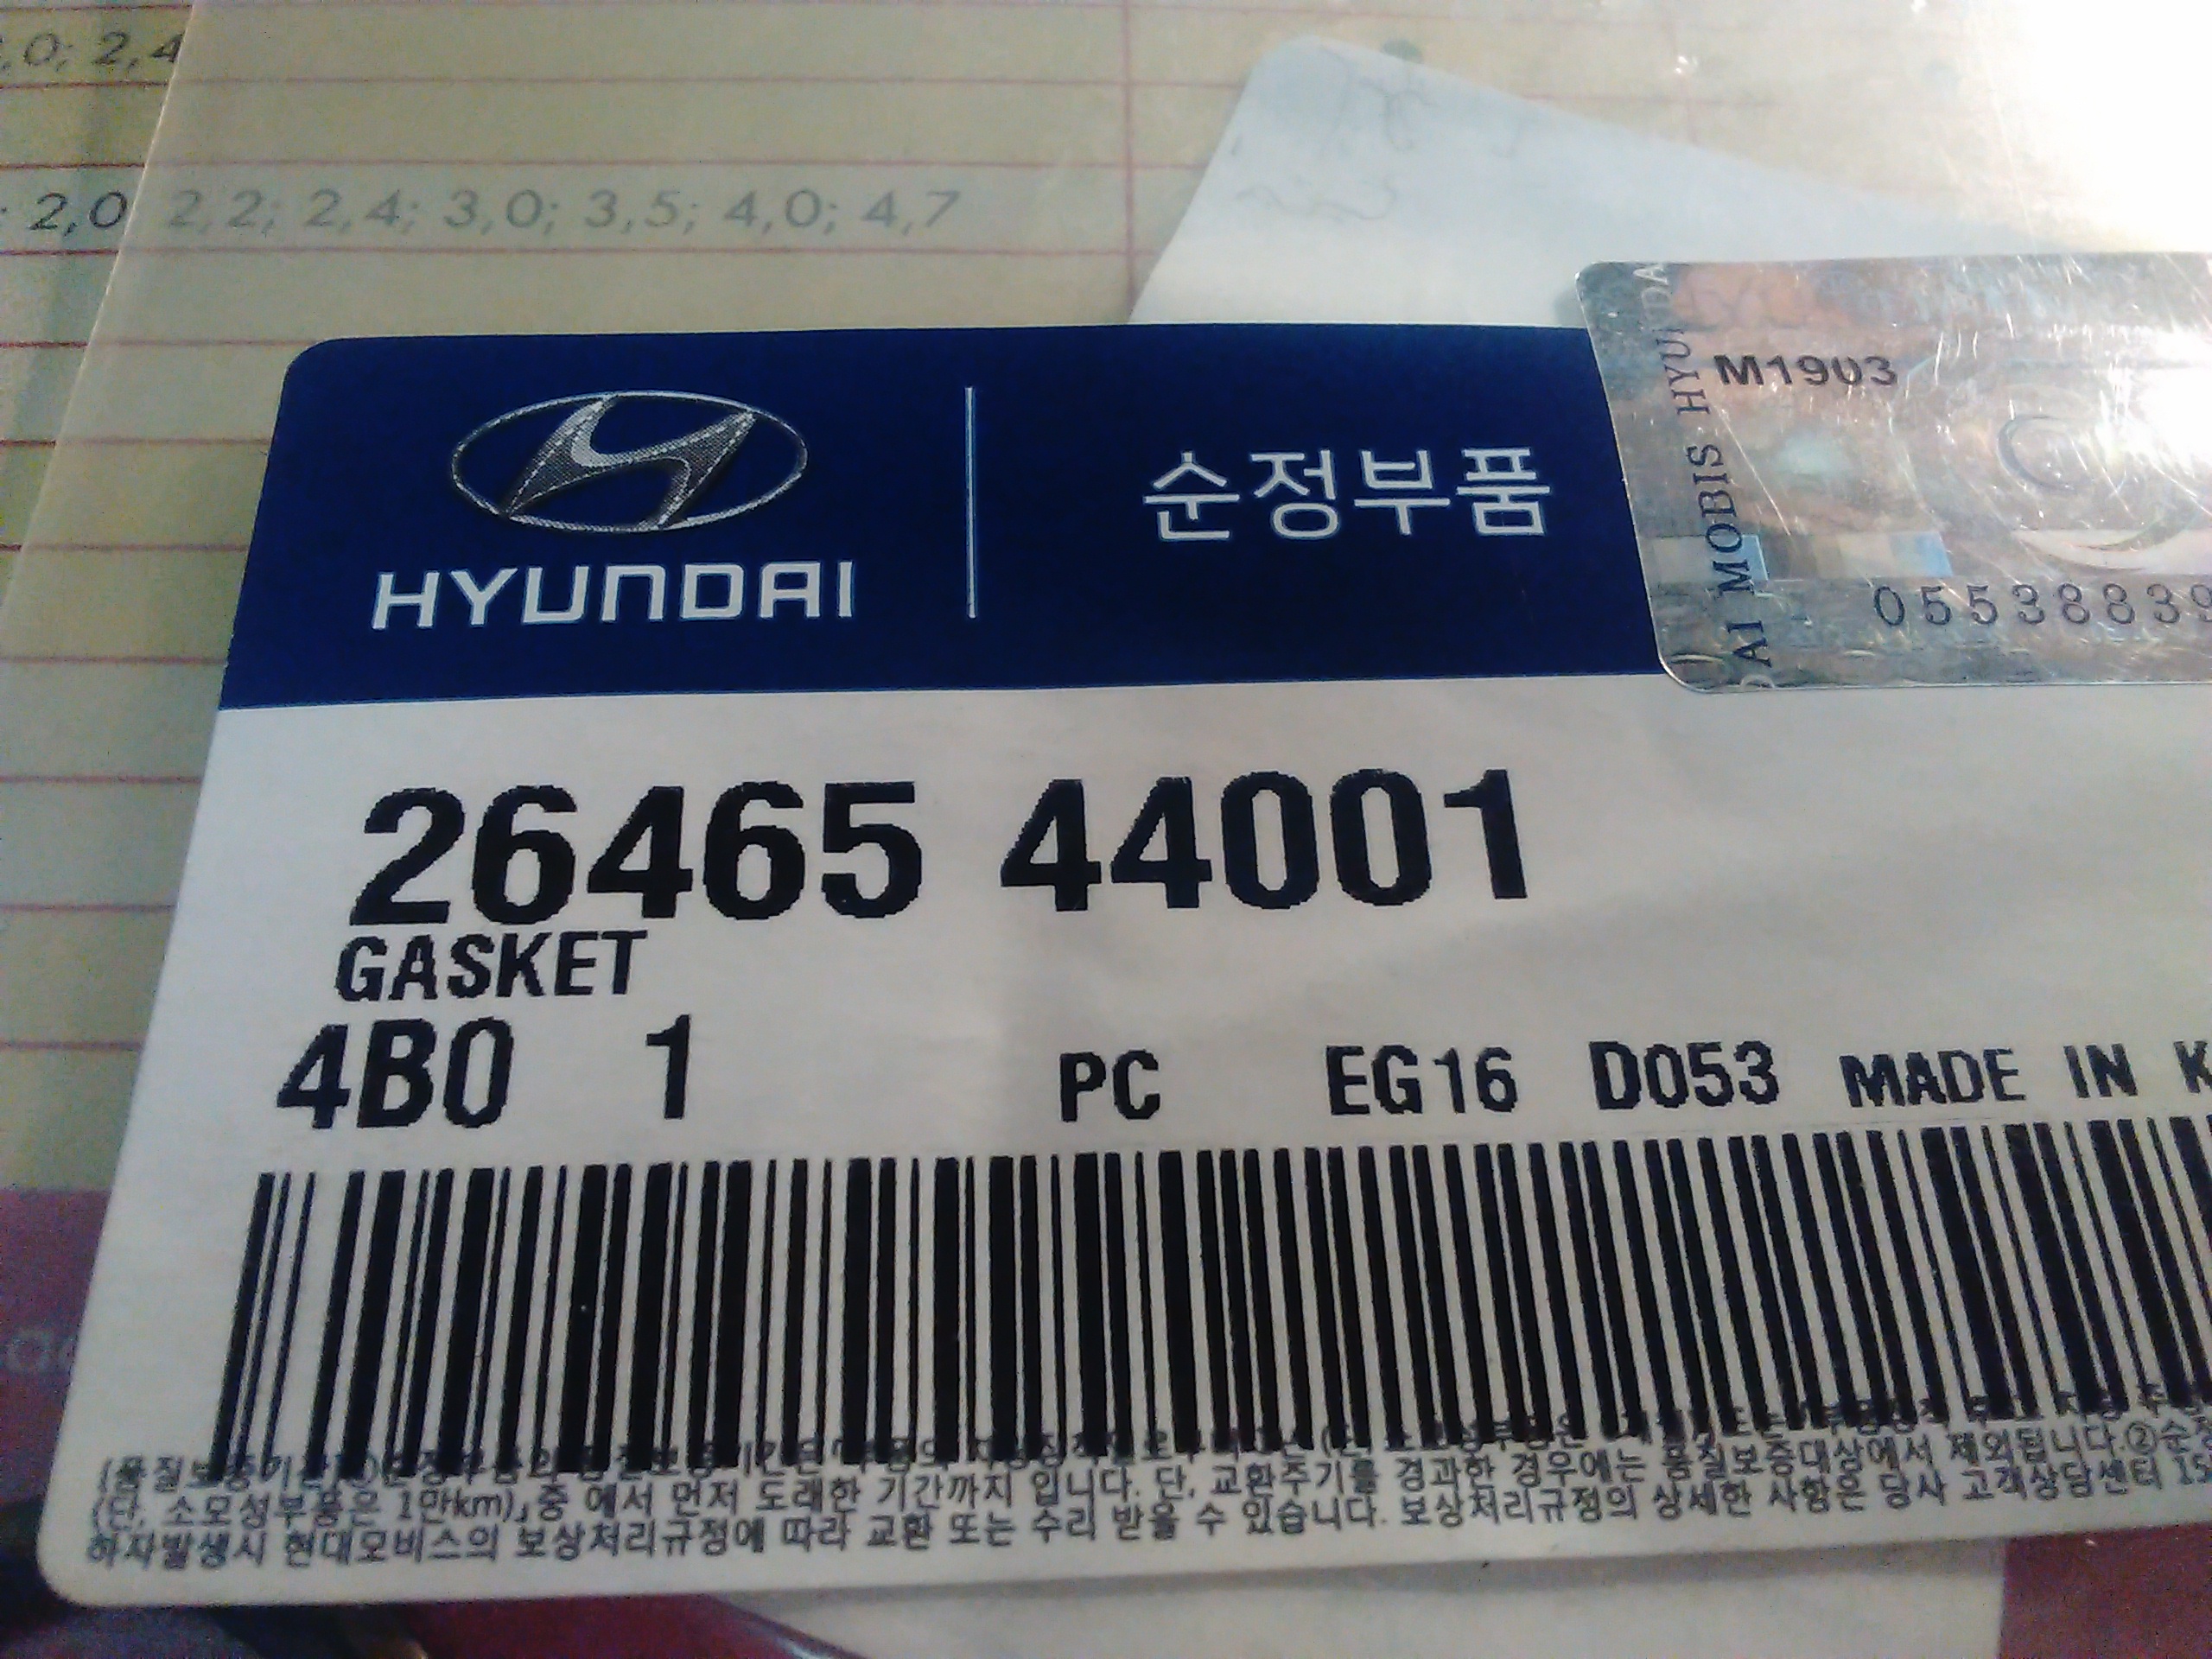 ,0; 2,4
2,0 2,2; 2,4; 3,0; 3,5; 4,0; 4,7
HYUNDAI
순정부품
M1903
AI MOBIS HYUNDA
0553883
26465 44001
GASKET
4B0 1 PC EG16 D053 MADE IN K
(단, 소모성부품은 1만km), 중 에서 먼저 도래한 기간까지 입니다. 단, 교환주기를 경과한 경우에는 품질보증대상에서 제외됩니다. ②순정
하자발생시 현대모비스의 보상처리규정에 따라 교환 또는 수리 받을 수 있습니다. 보상처리규정의 상세한 사항은 당사 고객상담센터 15